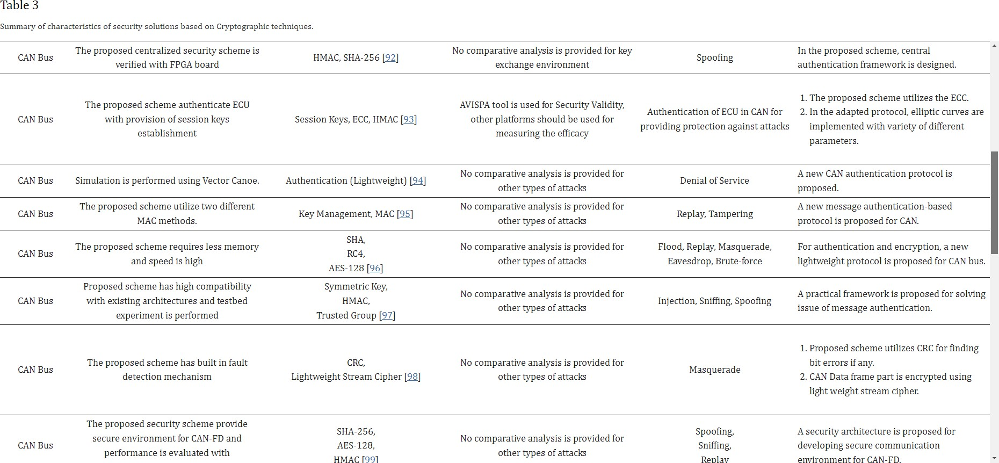 Table 3
Summary of characteristics of security solutions based on Cryptographic techniques.
CAN Bus
The proposed centralized security scheme is
verified with FPGA board
HMAC, SHA-256 [92]
No comparative analysis is provided for key
exchange environment
Spoofing
In the proposed scheme, central
authentication framework is designed.
CAN Bus
The proposed scheme authenticate ECU
with provision of session keys
establishment
Session Keys, ECC, HMAC [93]
AVISPA tool is used for Security Validity,
other platforms should be used for
measuring the efficacy
Authentication of ECU in CAN for
providing protection against attacks
1. The proposed scheme utilizes the ECC.
2. In the adapted protocol, elliptic curves are
implemented with variety of different
parameters.
CAN Bus
Simulation is performed using Vector Canoe.
Authentication (Lightweight) [94]
No comparative analysis is provided for
other types of attacks
Denial of Service
A new CAN authentication protocol is
proposed.
CAN Bus
The proposed scheme utilize two different
MAC methods.
Key Management, MAC [95]
No comparative analysis is provided for
other types of attacks
Replay, Tampering
A new message authentication-based
protocol is proposed for CAN.
CAN Bus
The proposed scheme requires less memory
and speed is high
SHA,
RC4,
AES-128 [96]
No comparative analysis is provided for
other types of attacks
Flood, Replay, Masquerade,
Eavesdrop, Brute-force
For authentication and encryption, a new
lightweight protocol is proposed for CAN bus.
CAN Bus
Proposed scheme has high compatibility
with existing architectures and testbed
experiment is performed
Symmetric Key,
HMAC,
Trusted Group [97]
No comparative analysis is provided for
other types of attacks
Injection, Sniffing, Spoofing
A practical framework is proposed for solving
issue of message authentication.
CAN Bus
The proposed scheme has built in fault
detection mechanism
CRC,
Lightweight Stream Cipher [98]
No comparative analysis is provided for
other types of attacks
Masquerade
1. Proposed scheme utilizes CRC for finding
bit errors if any.
2. CAN Data frame part is encrypted using
light weight stream cipher.
CAN Bus
The proposed security scheme provide
secure environment for CAN-FD and
performance is evaluated with
SHA-256,
AES-128,
HMAC [99]
No comparative analysis is provided for
other types of attacks
Spoofing,
Sniffing,
Replay
A security architecture is proposed for
developing secure communication
environment for CAN-FD.